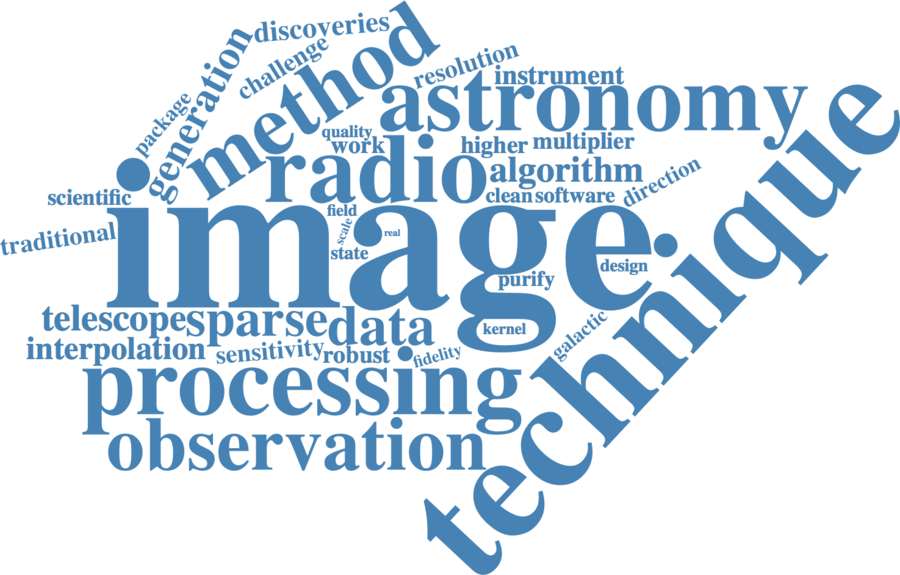 discoveries
challenge
method
resolution
generation
package
instrument
astronomy
technique
quality
work
higher
multiplier
radio
algorithm
scientific
clean
software
direction
image
field
scale
real
traditional
state
design
purify
telescope
sparse
data
kernel
galactic
interpolation
sensitivity
robust
fidelity
processing
observation